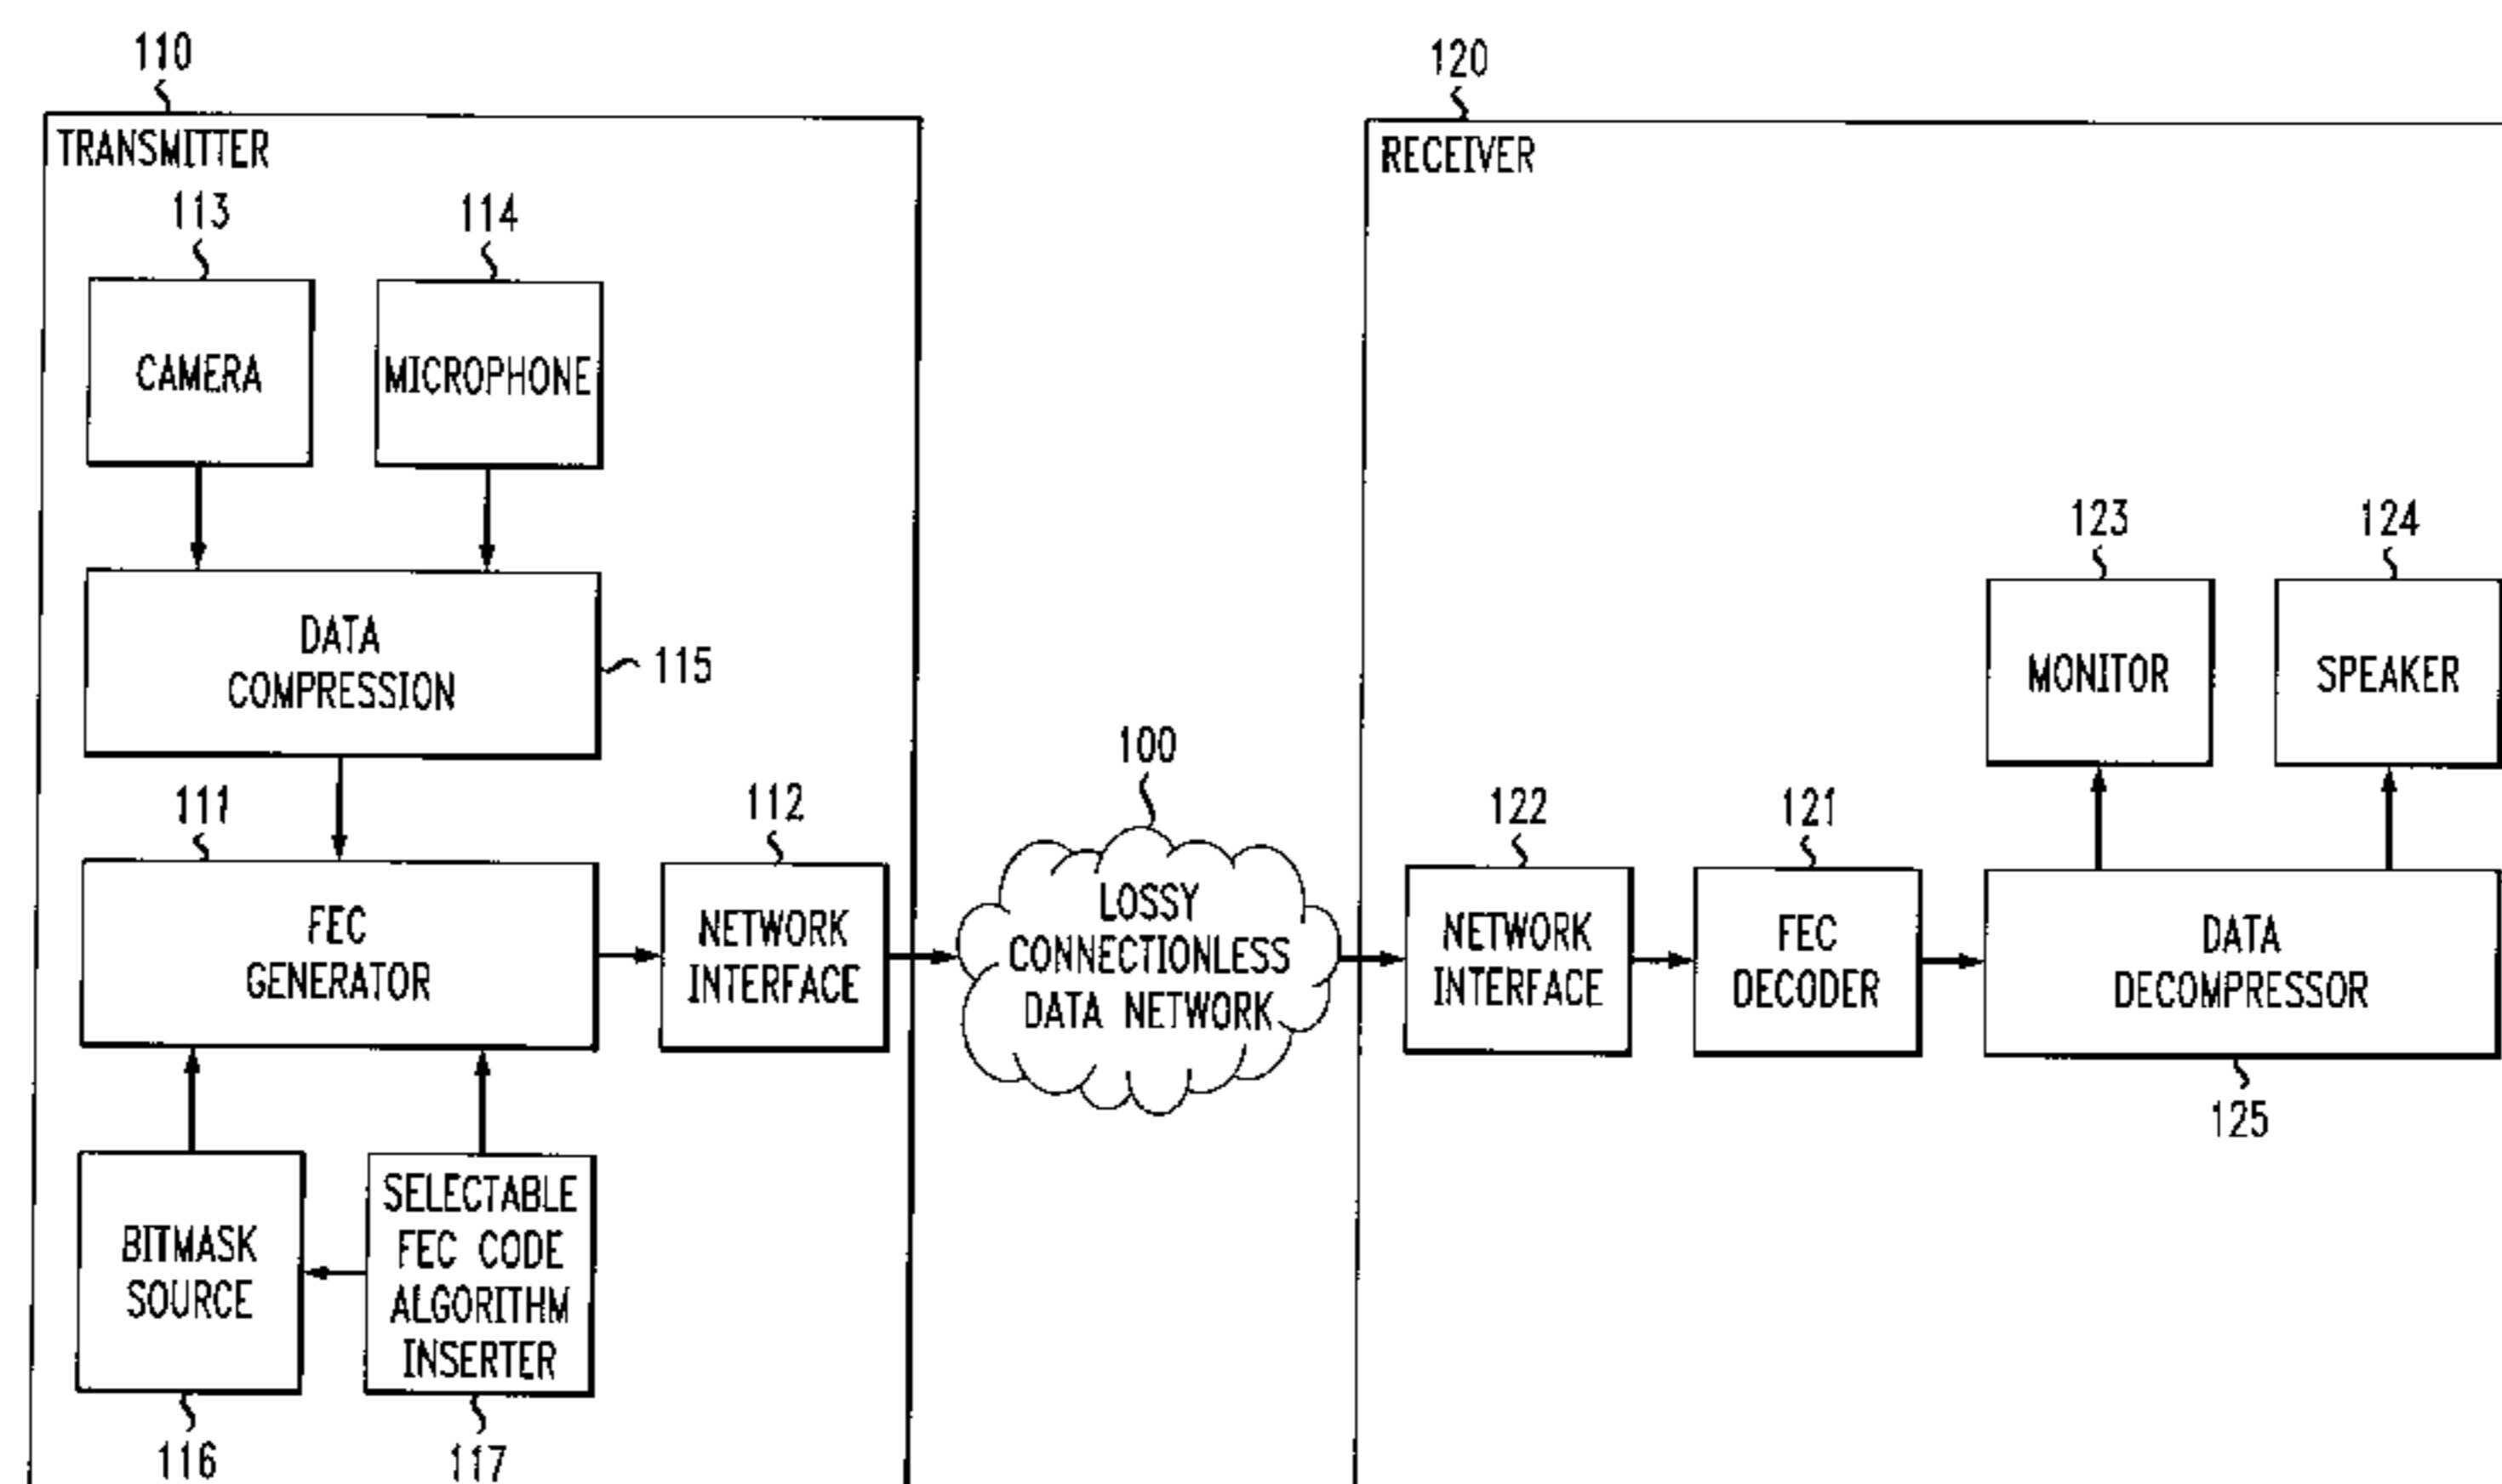 110
TRANSMITTER
113
114
CAMERA
MICROPHONE
DATA
COMPRESSION
115
111
FEC
GENERATOR
112
NETWORK
INTERFACE
BITMASK
SOURCE
116
SELECTABLE
FEC CODE
ALGORITHM
INSERTER
117
100
LOSSY
CONNECTIONLESS
DATA NETWORK
120
RECEIVER
122
NETWORK
INTERFACE
121
FEC
DECODER
123
MONITOR
124
SPEAKER
DATA
DECOMPRESSOR
125